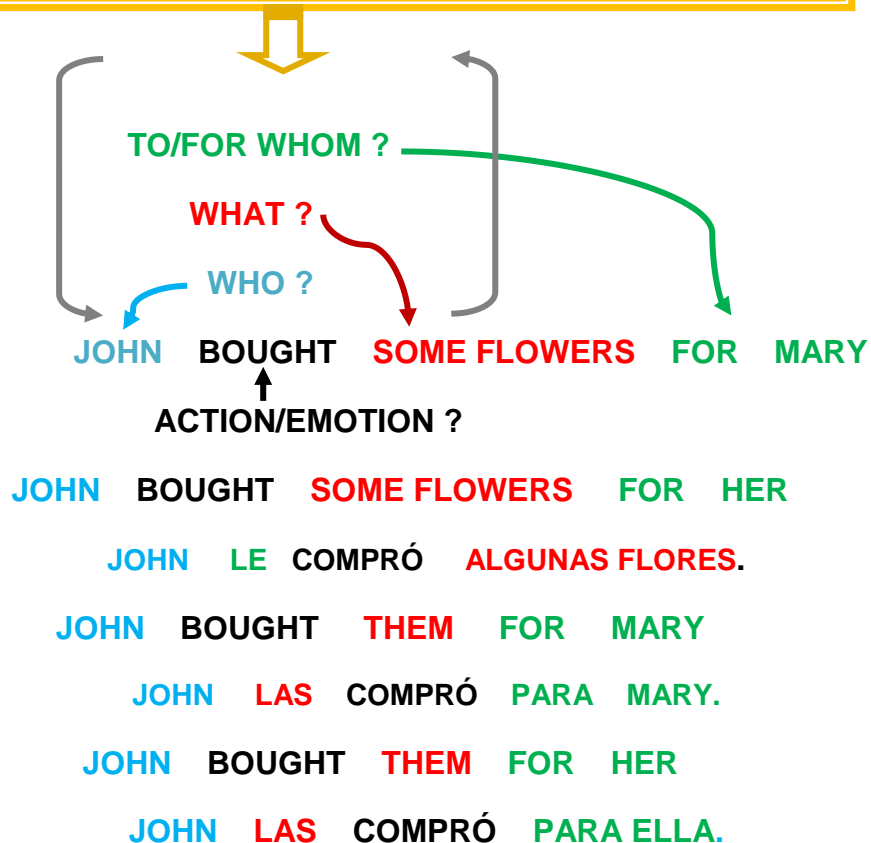 TO/FOR WHOM ?
WHAT ?
WHO ?
JOHN BOUGHT SOME FLOWERS FOR MARY
ACTION/EMOTION ?
JOHN BOUGHT SOME FLOWERS FOR HER
JOHN LE COMPRÓ ALGUNAS FLORES.
JOHN BOUGHT THEM FOR MARY
JOHN LAS COMPRÓ PARA MARY.
JOHN BOUGHT THEM FOR HER
JOHN LAS COMPRÓ PARA ELLA.